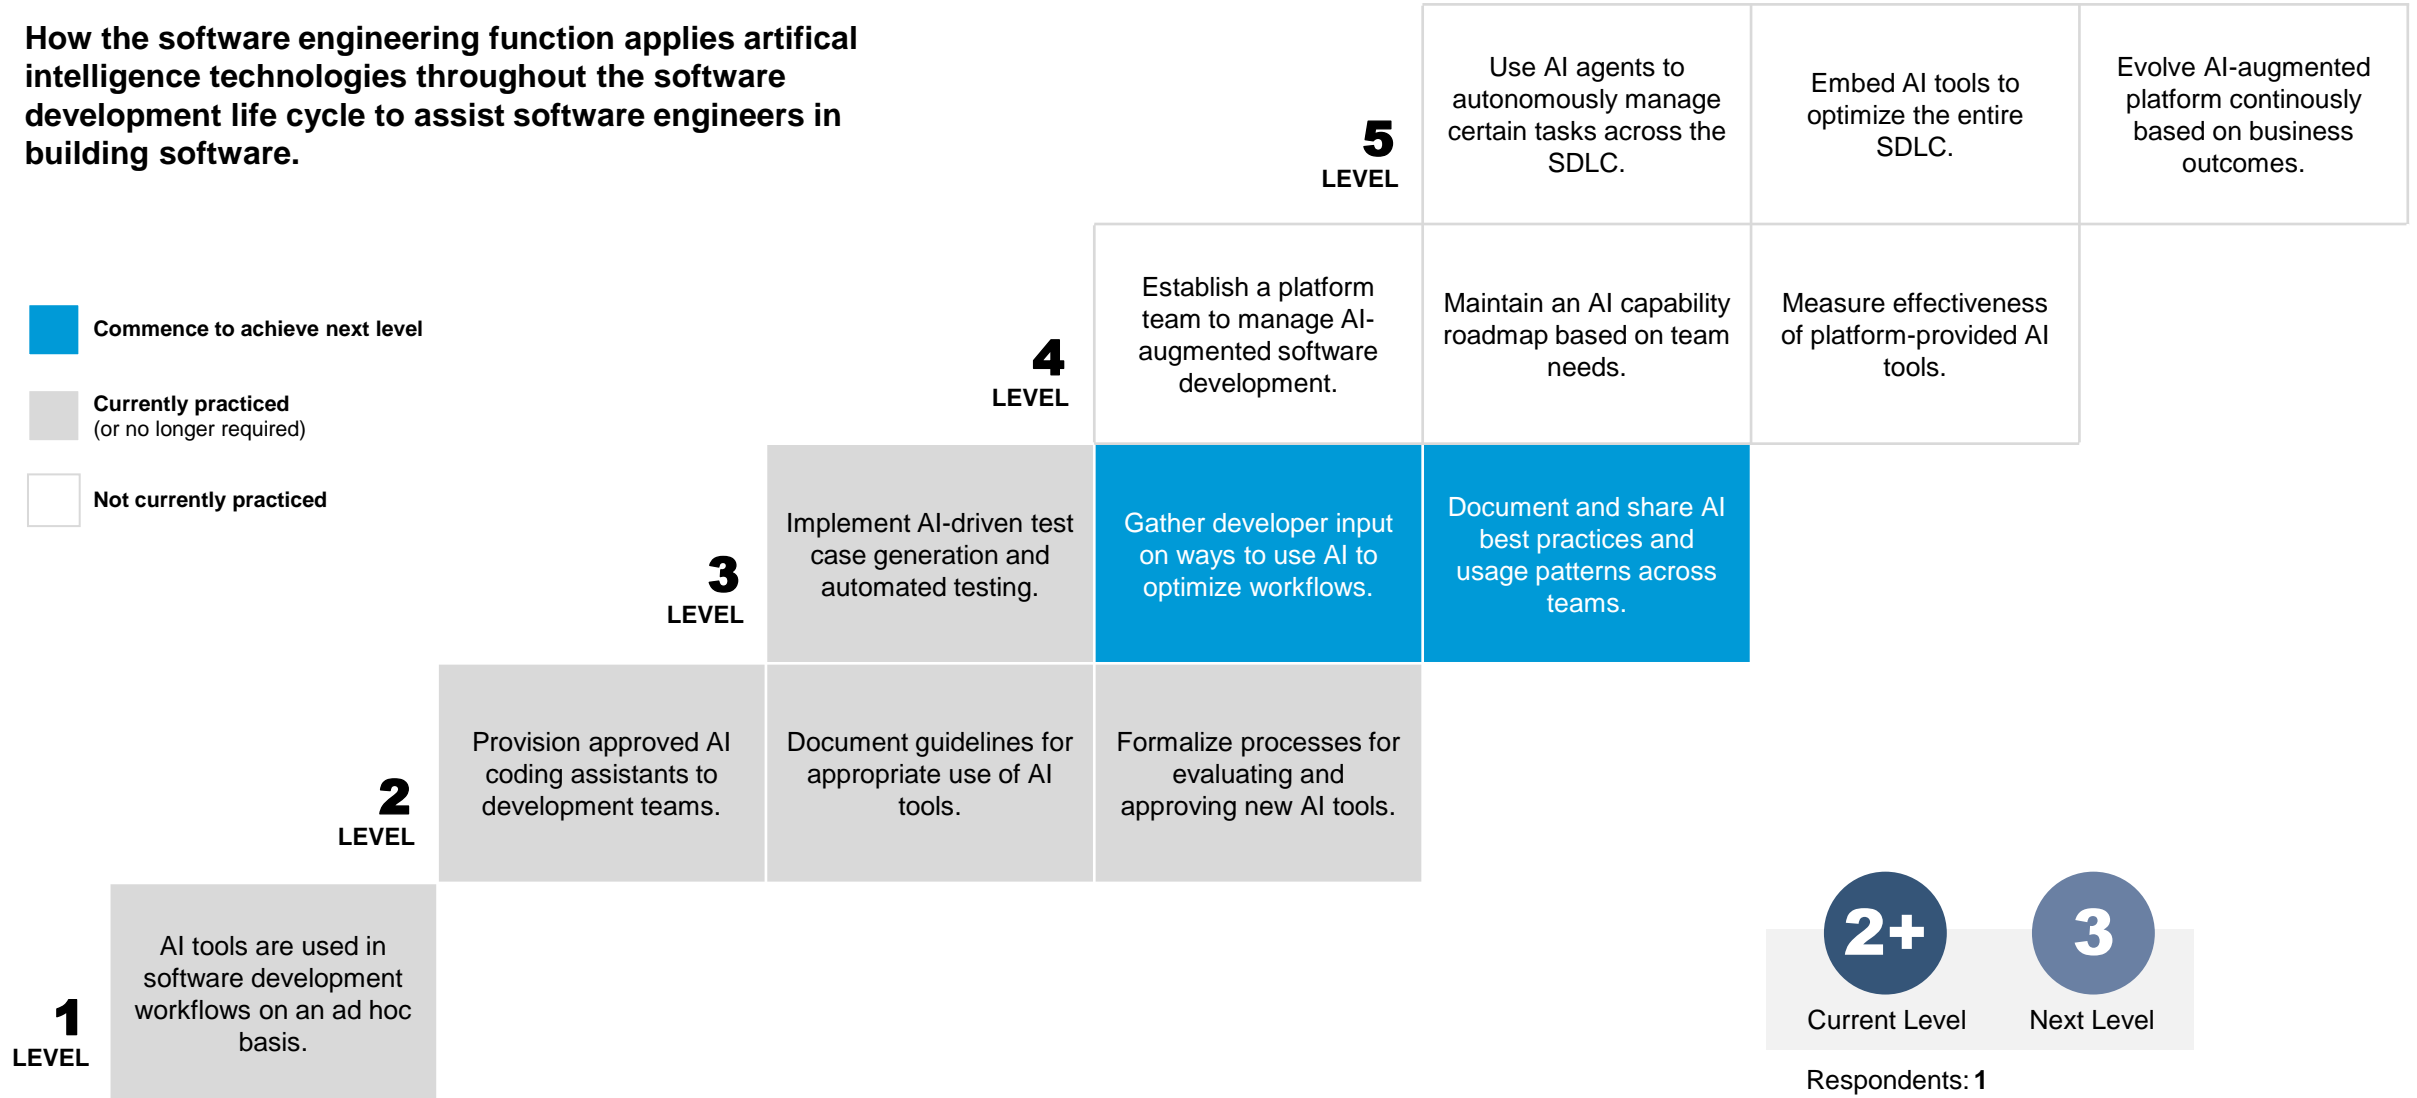 How the software engineering function applies artifical
intelligence technologies throughout the software
development life cycle to assist software engineers in
building software.
Commence to achieve next level
Currently practiced
(or no longer required)
Not currently practiced
5
LEVEL
Use AI agents to
autonomously manage
certain tasks across the
SDLC.
Embed AI tools to
optimize the entire
SDLC.
Evolve AI-augmented
platform continously
based on business
outcomes.
4
LEVEL
Establish a platform
team to manage AI-
augmented software
development.
Maintain an AI capability
roadmap based on team
needs.
Measure effectiveness
of platform-provided AI
tools.
3
LEVEL
Implement AI-driven test
case generation and
automated testing.
Gather developer input
on ways to use AI to
optimize workflows.
Document and share AI
best practices and
usage patterns across
teams.
2
LEVEL
Provision approved AI
coding assistants to
development teams.
Document guidelines for
appropriate use of AI
tools.
Formalize processes for
evaluating and
approving new AI tools.
1
LEVEL
AI tools are used in
software development
workflows on an ad hoc
basis.
2+
Current Level
3
Next Level
Respondents: 1